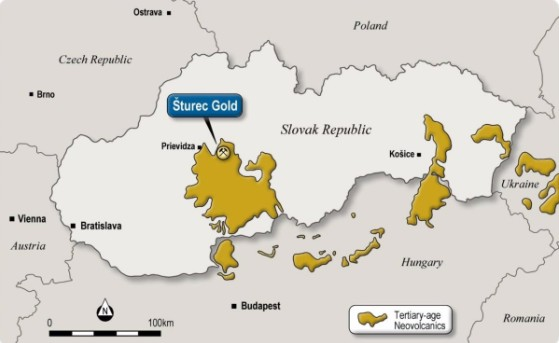 Ostrava
Poland
Czech Republic
Brno
Šturec Gold
Slovak Republic
Prievidza
Košice
Ukraine
Vienna
Bratislava
Austria
Hungary
Budapest
Romania
N
0
100km
Tertiary-age
Neovolcanics